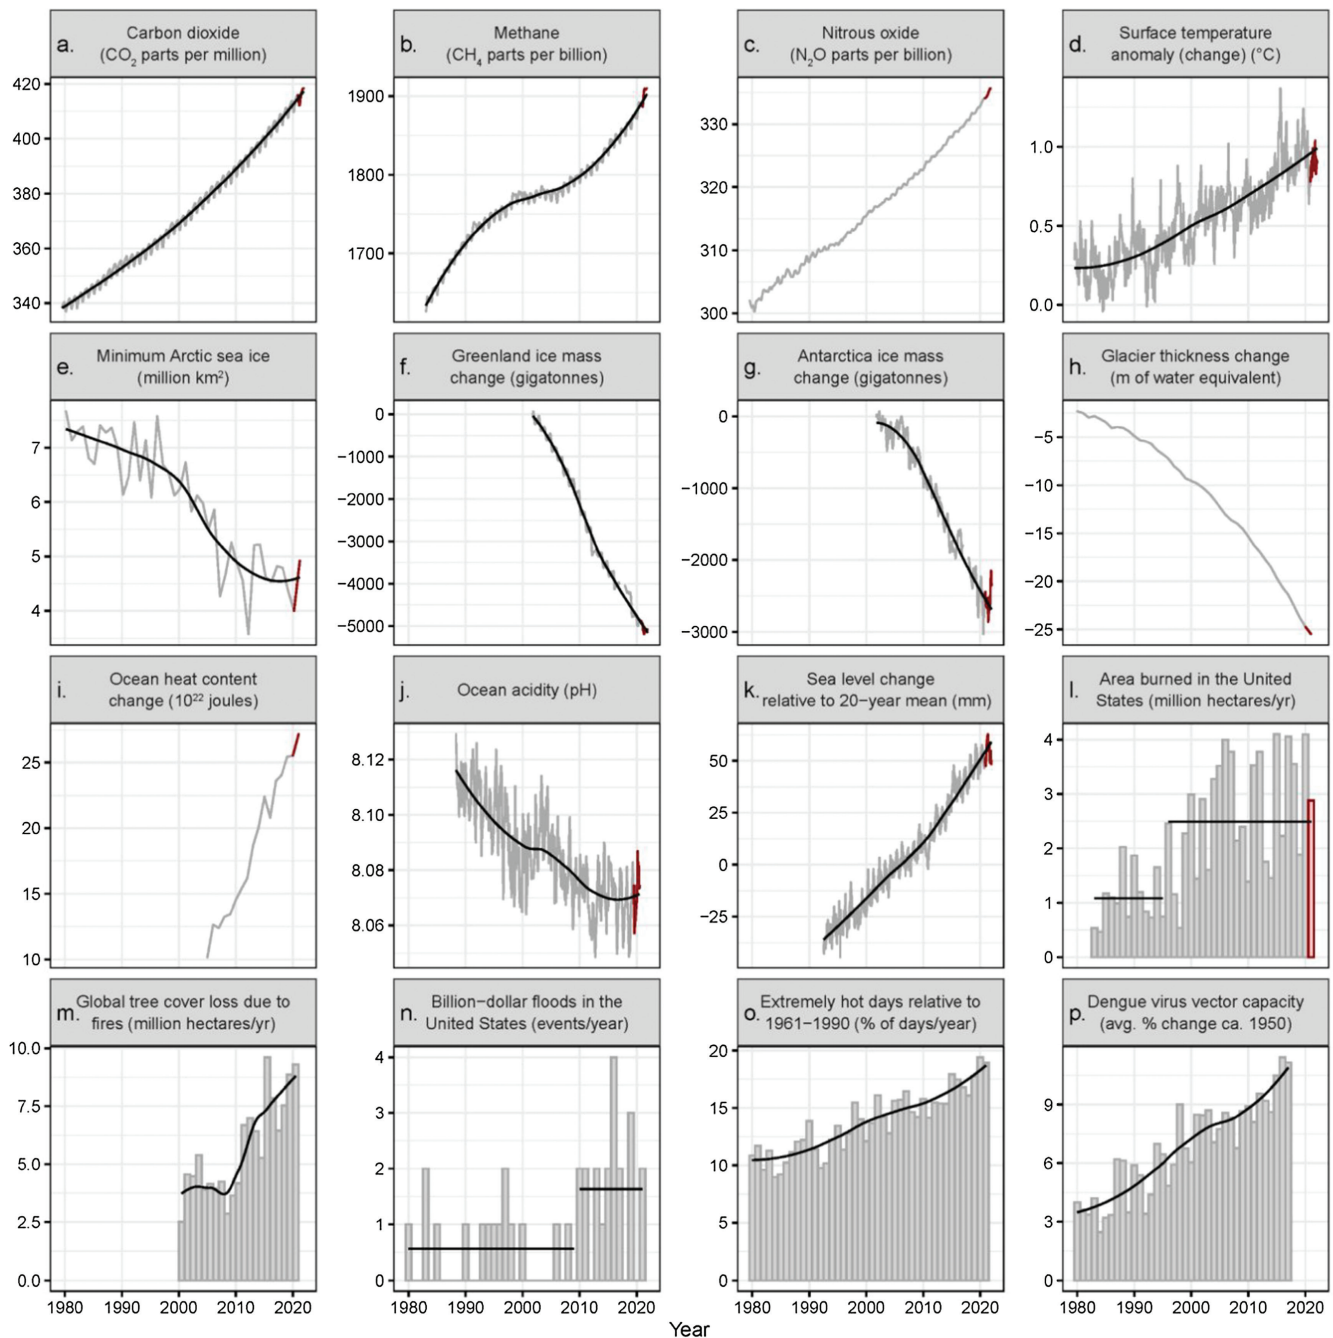 a. Carbon dioxide
(CO₂ parts per million)
b. Methane
(CH₄ parts per billion)
c. Nitrous oxide
(N₂O parts per billion)
d. Surface temperature
anomaly (change) (°C)
420
400
380
360
340
1900
1800
1700
330
320
310
300
1.0
0.5
0.0
e. Minimum Arctic sea ice
(million km²)
f. Greenland ice mass
change (gigatonnes)
g. Antarctica ice mass
change (gigatonnes)
h. Glacier thickness change
(m of water equivalent)
7
6
5
4
0
−1000
−2000
−3000
−4000
−5000
0
−1000
−2000
−3000
−5
−10
−15
−20
−25
i. Ocean heat content
change (10²² joules)
j. Ocean acidity (pH)
k. Sea level change
relative to 20−year mean (mm)
l. Area burned in the United
States (million hectares/yr)
25
20
15
10
8.12
8.10
8.08
8.06
50
25
0
−25
4
3
2
1
0
m. Global tree cover loss due to
fires (million hectares/yr)
n. Billion−dollar floods in the
United States (events/year)
o. Extremely hot days relative to
1961−1990 (% of days/year)
p. Dengue virus vector capacity
(avg. % change ca. 1950)
10.0
7.5
5.0
2.5
0.0
4
3
2
1
0
20
15
10
5
0
9
6
3
0
1980 1990 2000 2010 2020
1980 1990 2000 2010 2020
1980 1990 2000 2010 2020
1980 1990 2000 2010 2020
Year